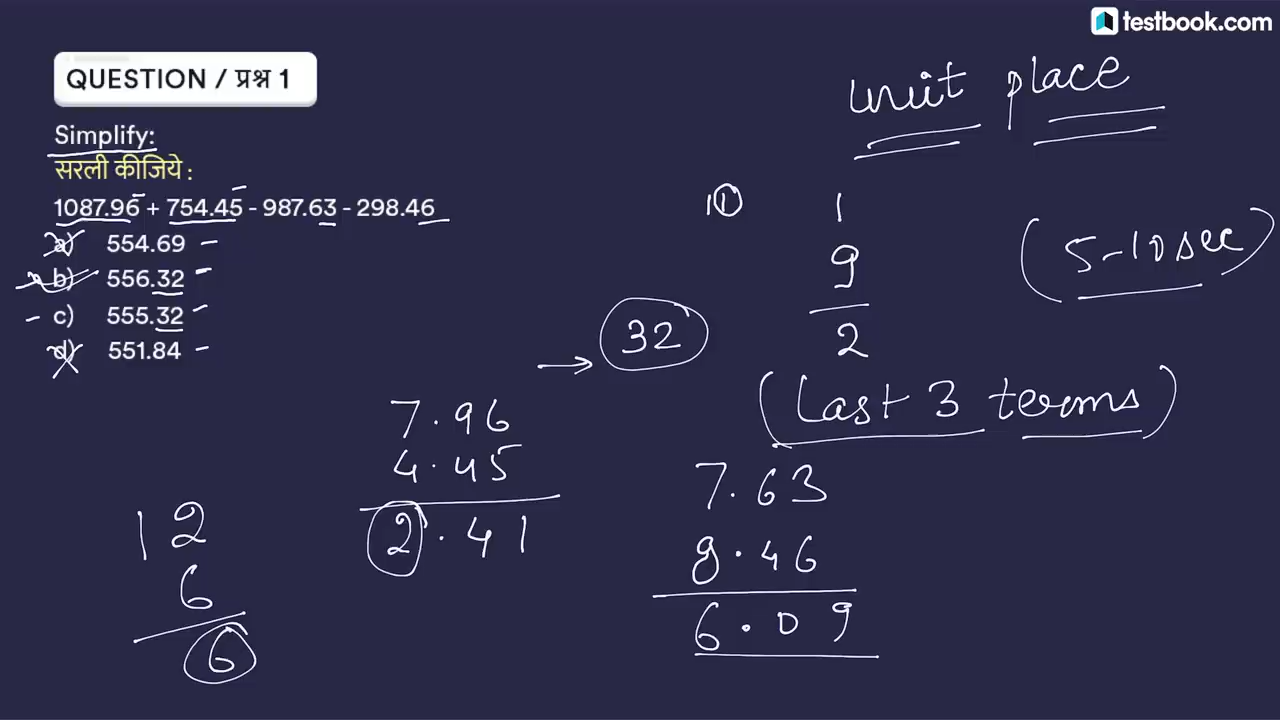 testbook.com
QUESTION / प्रश्न 1
unit place
Simplify:
सरली कीजिये :
1087.96 + 754.45 - 987.63 - 298.46
a) 554.69
b) 556.32
c) 555.32
d) 551.84
11
1
9
2
(5-10 sec)
→ 32
(last 3 terms)
7.96
4.45
2.41
7.63
8.46
6.09
12
6
6